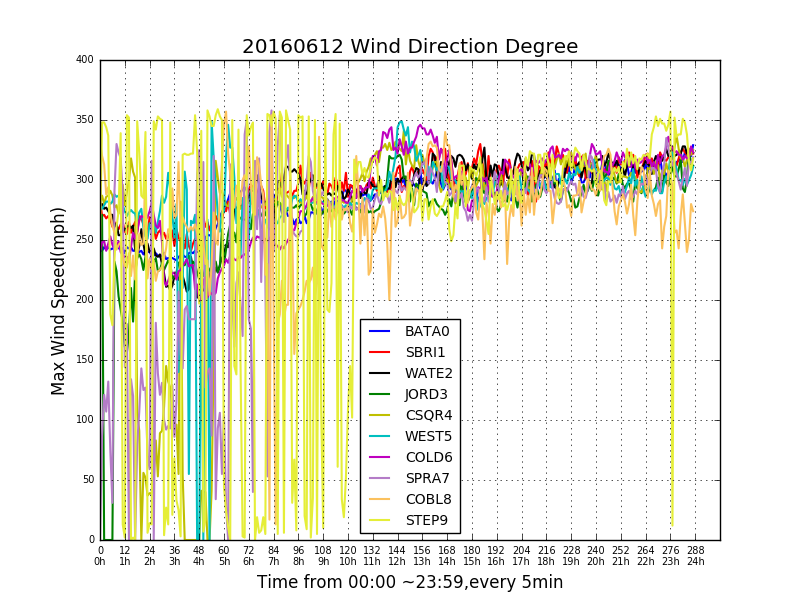 20160612 Wind Direction Degree
400
350
300
250
200
150
100
50
0
Max Wind Speed(mph)
BATA0
SBRI1
WATE2
JORD3
CSQR4
WEST5
COLD6
SPRA7
COBL8
STEP9
0 12 24 36 48 60 72 84 96 108 120 132 144 156 168 180 192 204 216 228 240 252 264 276 288
0h 1h 2h 3h 4h 5h 6h 7h 8h 9h 10h 11h 12h 13h 14h 15h 16h 17h 18h 19h 20h 21h 22h 23h 24h
Time from 00:00 ~23:59,every 5min